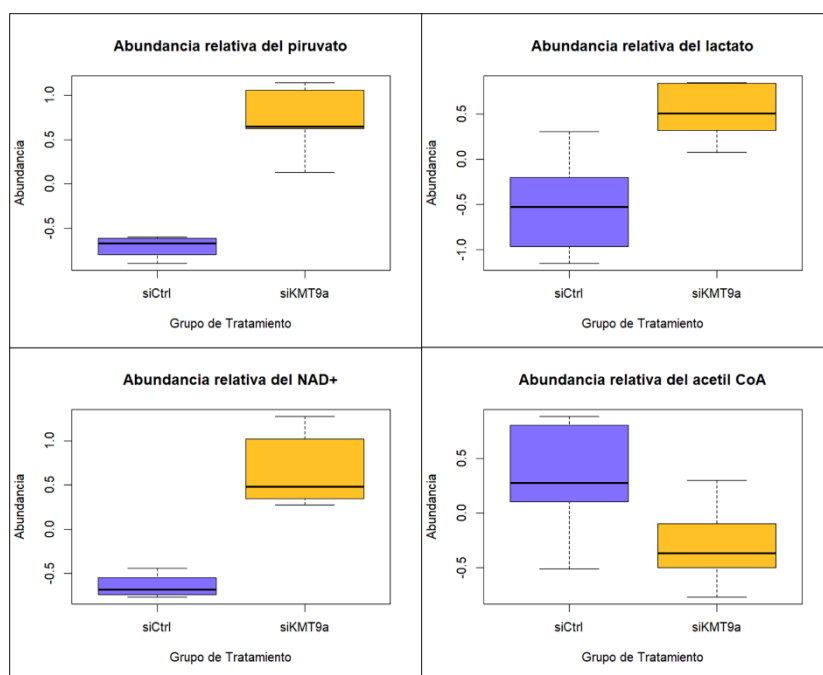 Abundancia relativa del piruvato
Abundancia
1.0
0.5
0.0
-0.5
siCtrl siKMT9a
Grupo de Tratamiento
Abundancia relativa del lactato
Abundancia
0.5
0.0
-0.5
-1.0
siCtrl siKMT9a
Grupo de Tratamiento
Abundancia relativa del NAD+
Abundancia
1.0
0.5
0.0
-0.5
siCtrl siKMT9a
Grupo de Tratamiento
Abundancia relativa del acetil CoA
Abundancia
0.5
0.0
-0.5
siCtrl siKMT9a
Grupo de Tratamiento